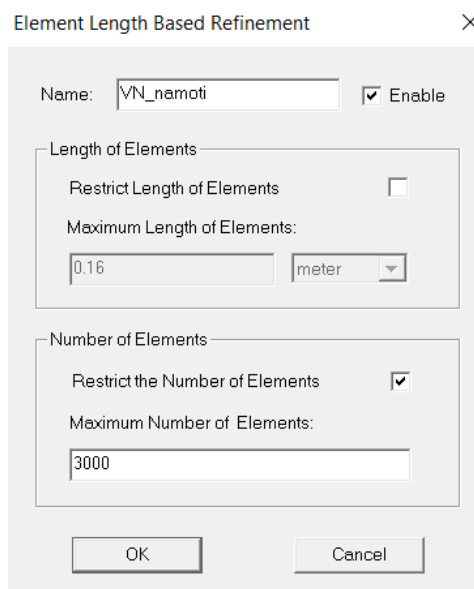 Element Length Based Refinement
Name: VN_namoti Enable
Length of Elements
Restrict Length of Elements
Maximum Length of Elements:
0.16 meter
Number of Elements
Restrict the Number of Elements
Maximum Number of Elements:
3000
OK Cancel